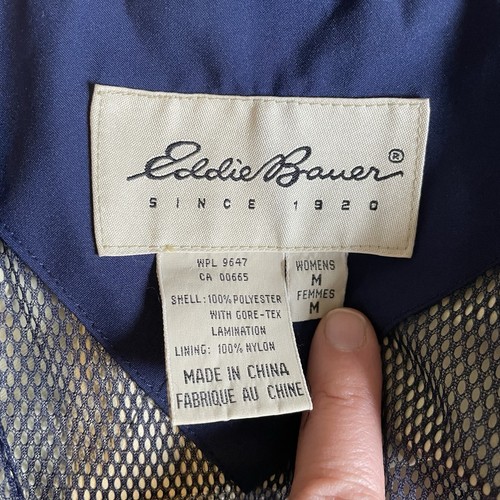 Eddie Bauer®
SINCE 1920
WPL 9647
CA 00665
SHELL: 100% POLYESTER
WITH GORE-TEX
LAMINATION
LINING: 100% NYLON
MADE IN CHINA
FABRIQUE AU CHINE
WOMENS
M
FEMMES
M